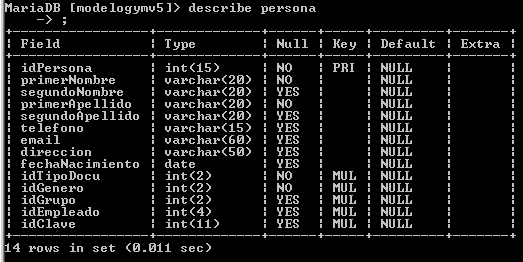 MariaDB [modelogymv5]> describe persona
    -> ;
+-----------------+-------------+------+-----+---------+-------+
| Field           | Type        | Null | Key | Default | Extra |
+-----------------+-------------+------+-----+---------+-------+
| idPersona       | int(15)     | NO   | PRI | NULL    |       |
| primerNombre    | varchar(20) | NO   |     | NULL    |       |
| segundoNombre   | varchar(20) | YES  |     | NULL    |       |
| primerApellido  | varchar(20) | NO   |     | NULL    |       |
| segundoApellido | varchar(20) | YES  |     | NULL    |       |
| telefono        | varchar(15) | YES  |     | NULL    |       |
| email           | varchar(60) | YES  |     | NULL    |       |
| direccion       | varchar(50) | YES  |     | NULL    |       |
| fechaNacimiento | date        | YES  |     | NULL    |       |
| idTipoDocu      | int(2)      | NO   | MUL | NULL    |       |
| idGenero        | int(2)      | NO   | MUL | NULL    |       |
| idGrupo         | int(2)      | YES  | MUL | NULL    |       |
| idEmpleado      | int(4)      | YES  | MUL | NULL    |       |
| idClave         | int(11)     | YES  | MUL | NULL    |       |
+-----------------+-------------+------+-----+---------+-------+
14 rows in set (0.011 sec)